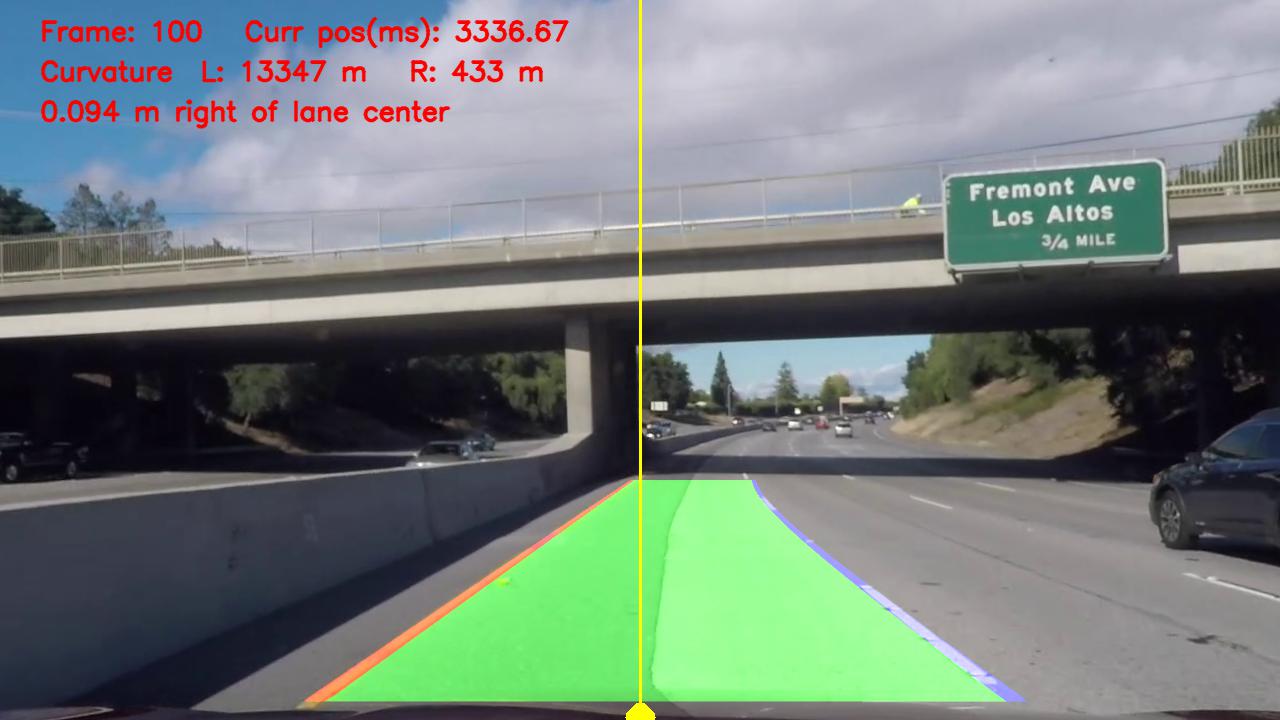 Frame: 100 Curr pos(ms): 3336.67
Curvature L: 13347 m R: 433 m
0.094 m right of lane center
Fremont Ave
Los Altos
3/4 MILE